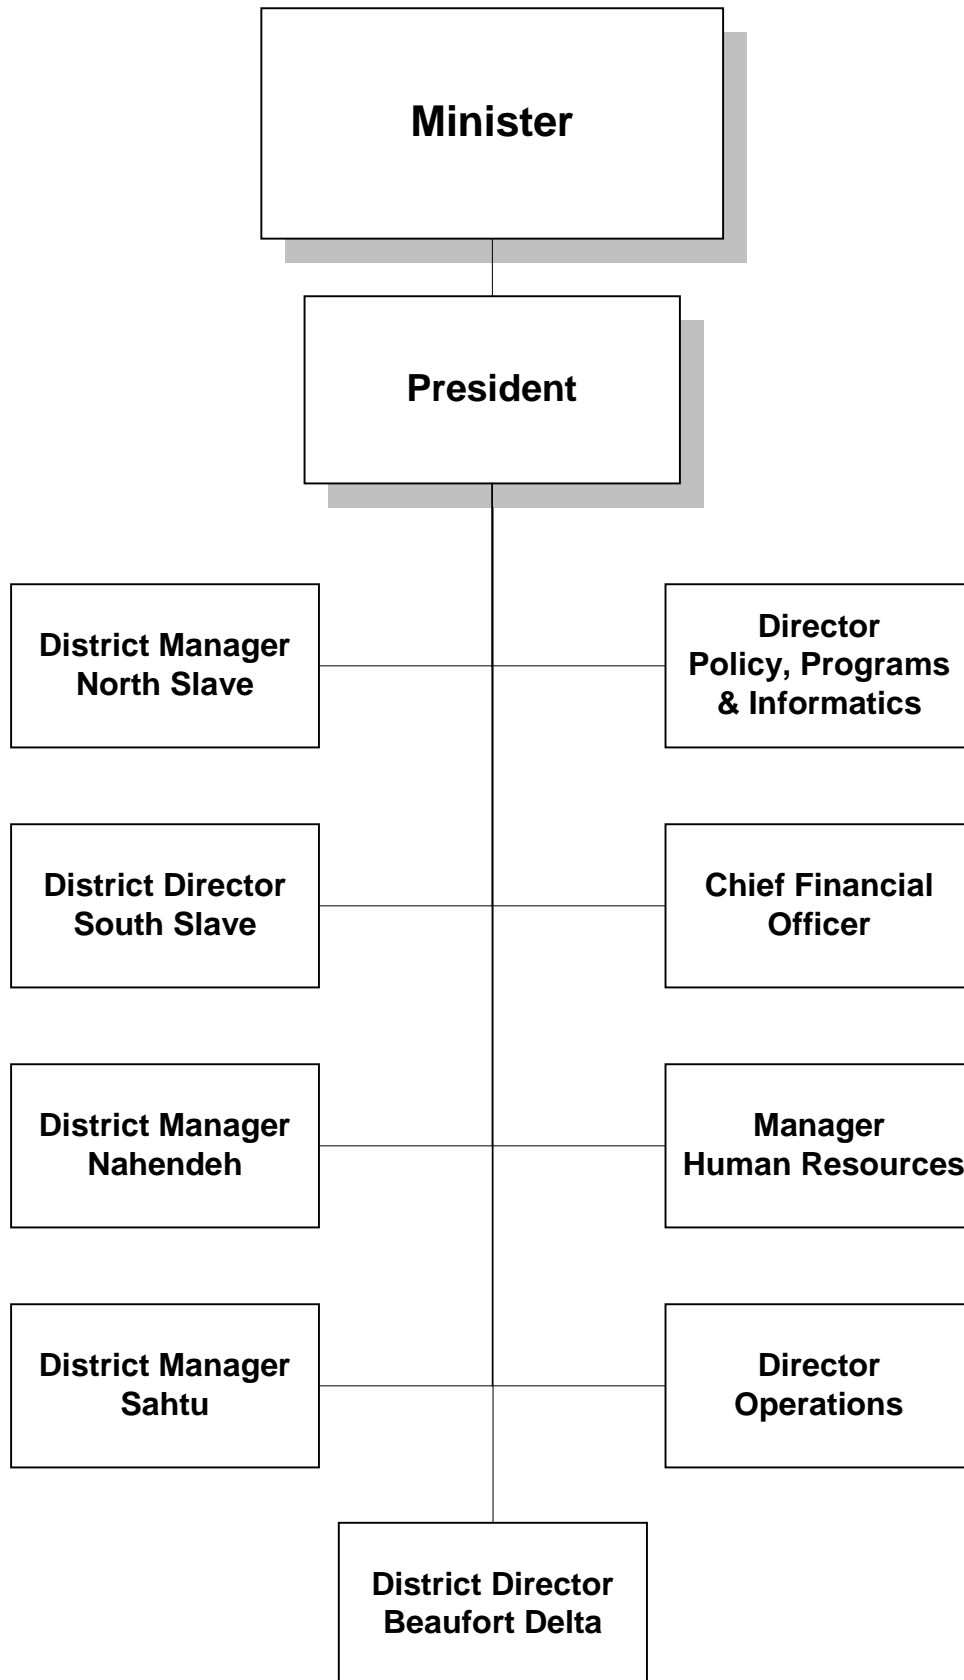 Minister
President
District Manager
North Slave
Director
Policy, Programs
& Informatics
District Director
South Slave
Chief Financial
Officer
District Manager
Nahendeh
Manager
Human Resources
District Manager
Sahtu
Director
Operations
District Director
Beaufort Delta